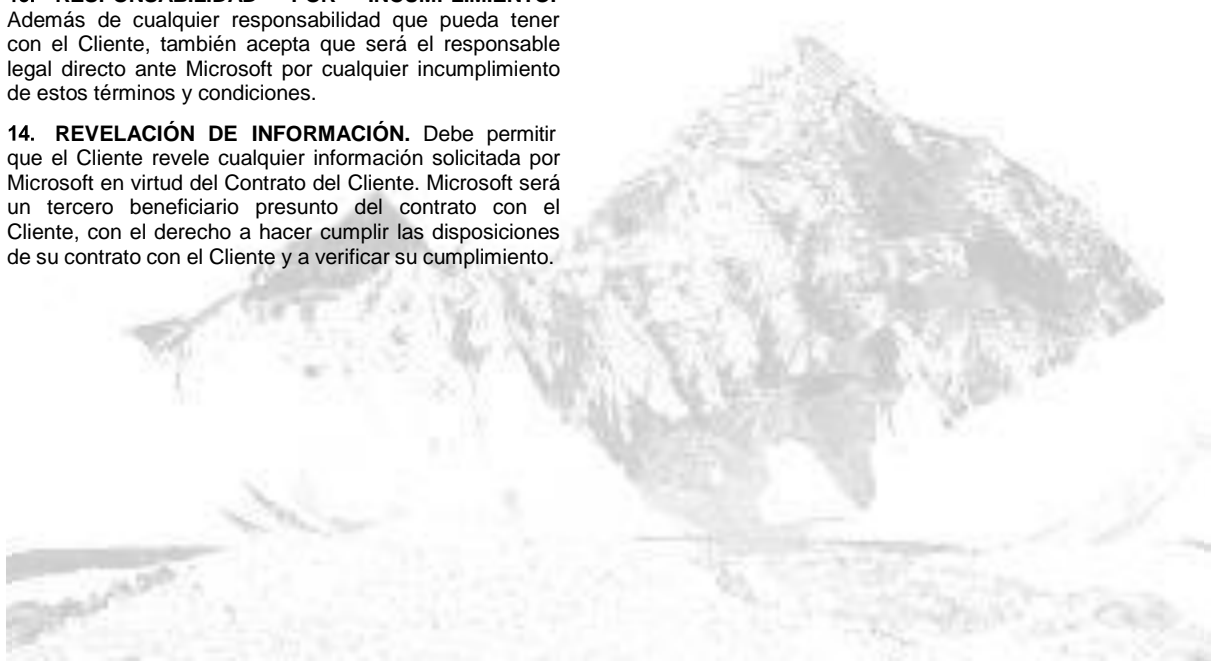 13. RESPONSABILIDAD POR INCUMPLIMIENTO.
Además de cualquier responsabilidad que pueda tener
con el Cliente, también acepta que será el responsable
legal directo ante Microsoft por cualquier incumplimiento
de estos términos y condiciones.
14. REVELACIÓN DE INFORMACIÓN. Debe permitir
que el Cliente revele cualquier información solicitada por
Microsoft en virtud del Contrato del Cliente. Microsoft será
un tercero beneficiario presunto del contrato con el
Cliente, con el derecho a hacer cumplir las disposiciones
de su contrato con el Cliente y a verificar su cumplimiento.